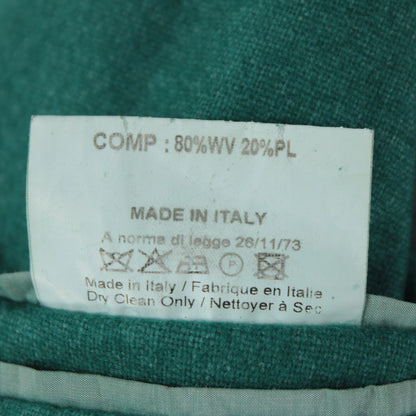 COMP : 80%WV 20%PL
MADE IN ITALY
A norma di legge 26/11/73
P
Made in Italy / Fabrique en Italie
Dry Clean Only / Nettoyer à Sec